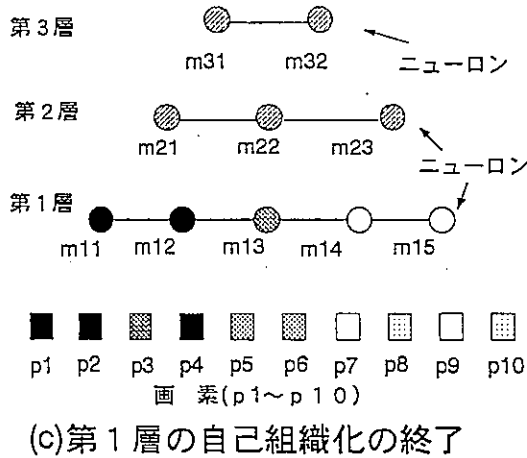 第3層
m31 m32 ニューロン
第2層
m21 m22 m23 ニューロン
第1層
m11 m12 m13 m14 m15
p1 p2 p3 p4 p5 p6 p7 p8 p9 p10
画 素(p1〜p10)
(c)第1層の自己組織化の終了